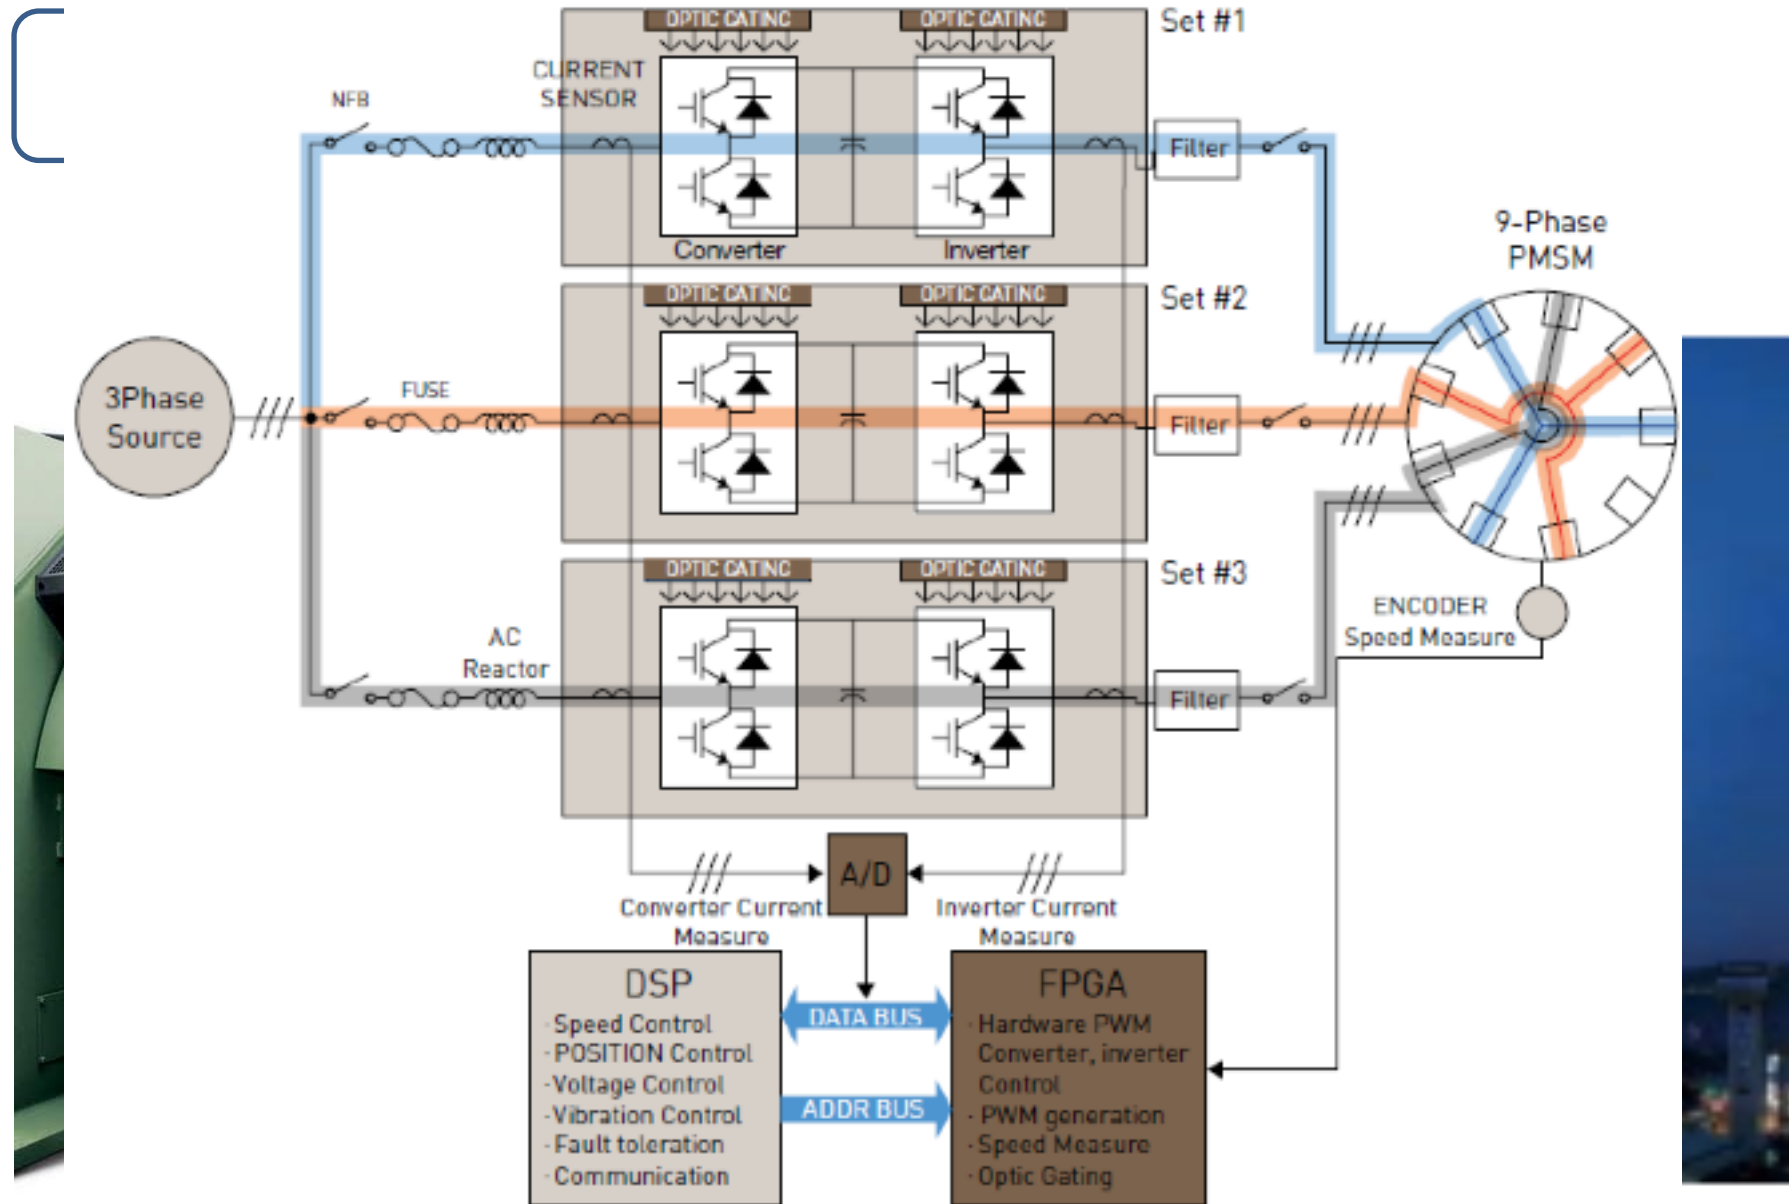 OPTIC GATING
OPTIC GATING
Set #1
CURRENT
SENSOR
NFB
Filter
Converter
Inverter
9-Phase
PMSM
OPTIC GATING
OPTIC GATING
Set #2
3Phase
Source
FUSE
Filter
OPTIC GATING
OPTIC GATING
Set #3
ENCODER
Speed Measure
AC
Reactor
Filter
A/D
Converter Current
Measure
Inverter Current
Measure
DSP
· Speed Control
· POSITION Control
· Voltage Control
· Vibration Control
· Fault toleration
· Communication
DATA BUS
ADDR BUS
FPGA
· Hardware PWM
Converter, inverter
Control
· PWM generation
· Speed Measure
· Optic Gating